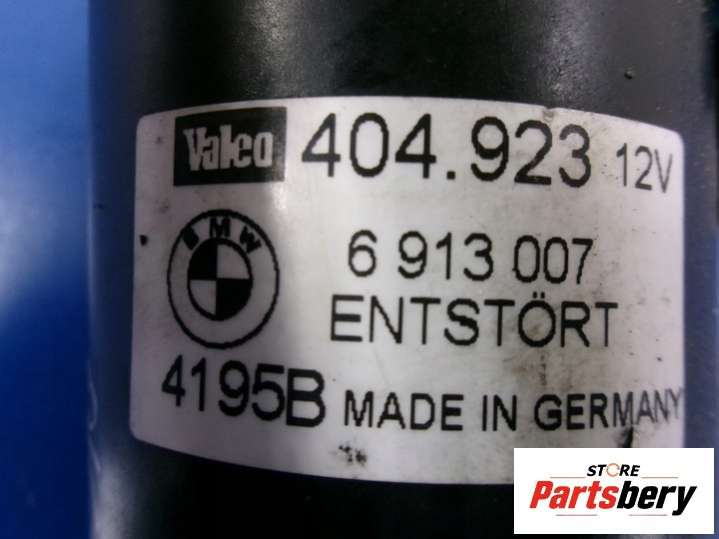 Valeo 404.923 12V
BMW 6 913 007
ENTSTÖRT
4195B MADE IN GERMANY
STORE
Partsbery